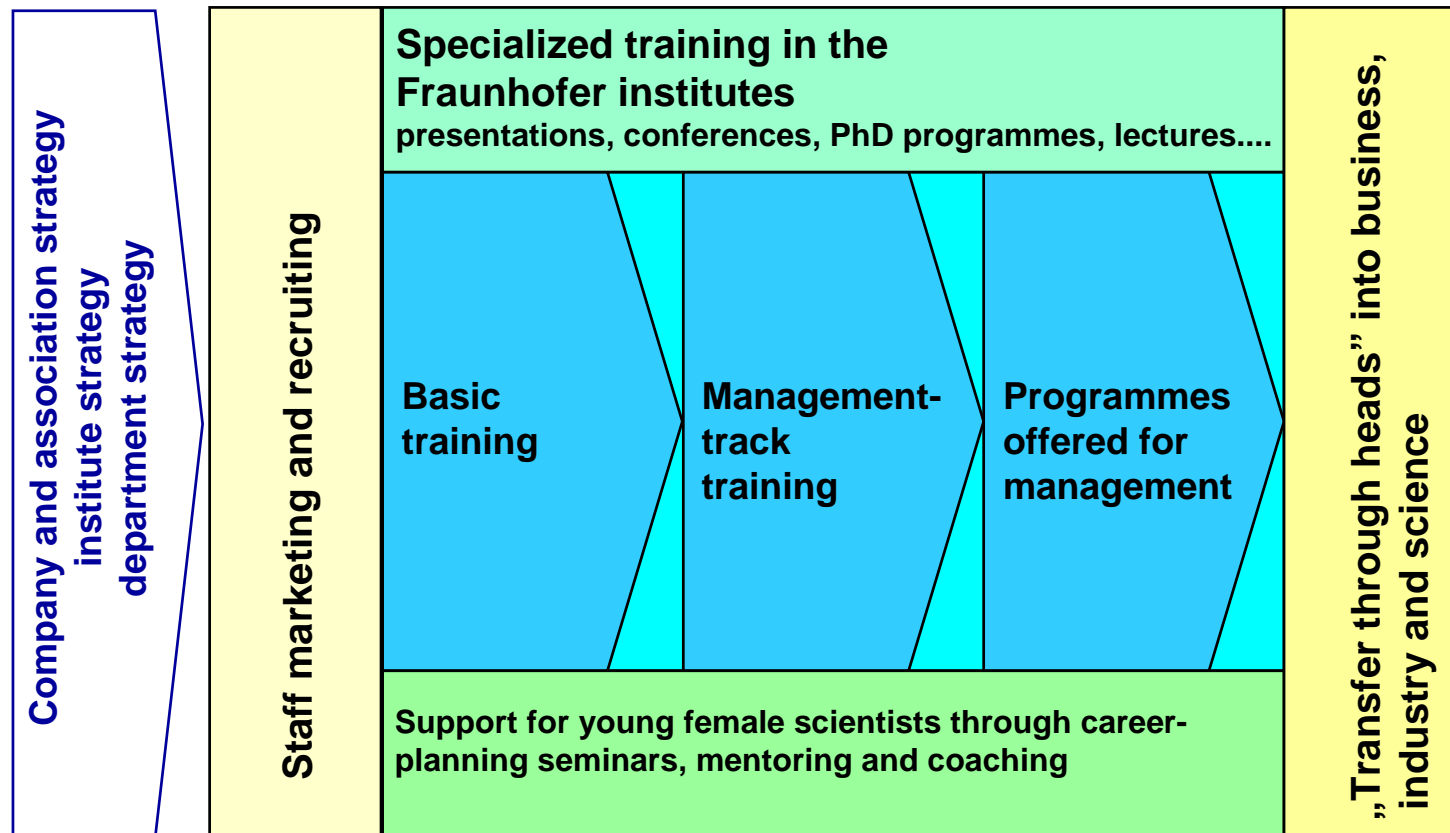 Company and association strategy
institute strategy
department strategy
Staff marketing and recruiting
Specialized training in the
Fraunhofer institutes
presentations, conferences, PhD programmes, lectures....
Basic
training
Management-
track
training
Programmes
offered for
management
Support for young female scientists through career-
planning seminars, mentoring and coaching
„Transfer through heads” into business,
industry and science